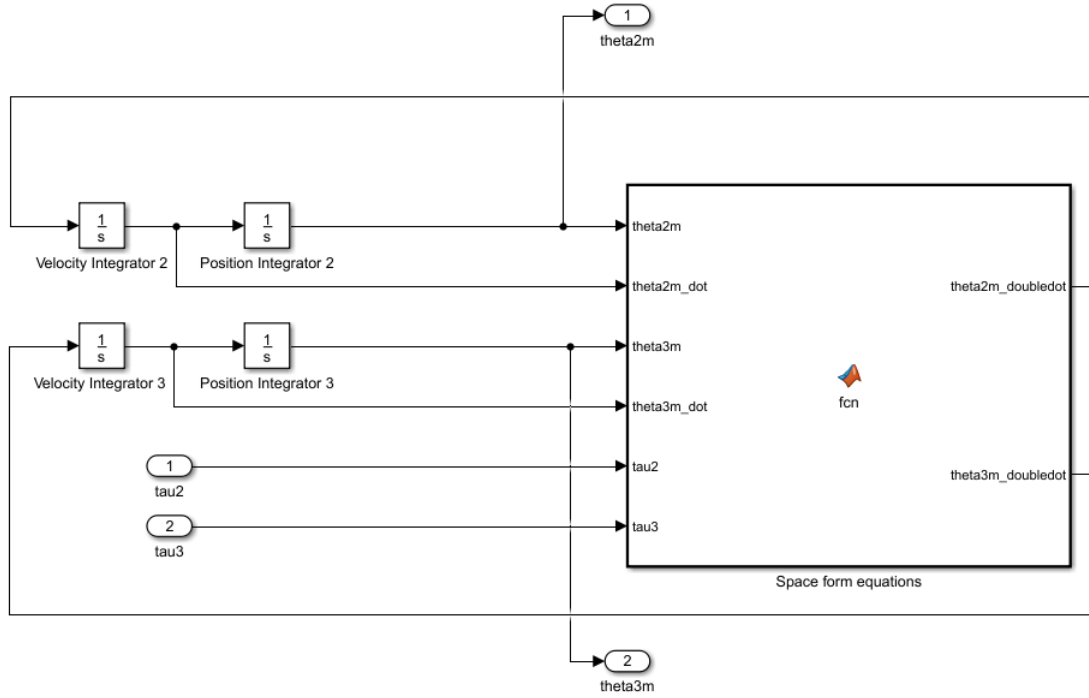 1
theta2m
1
s
Velocity Integrator 2
1
s
Position Integrator 2
theta2m
theta2m_dot
theta2m_doubledot
1
s
Velocity Integrator 3
1
s
Position Integrator 3
theta3m
theta3m_dot
fcn
1
tau2
tau2
theta3m_doubledot
2
tau3
tau3
Space form equations
2
theta3m